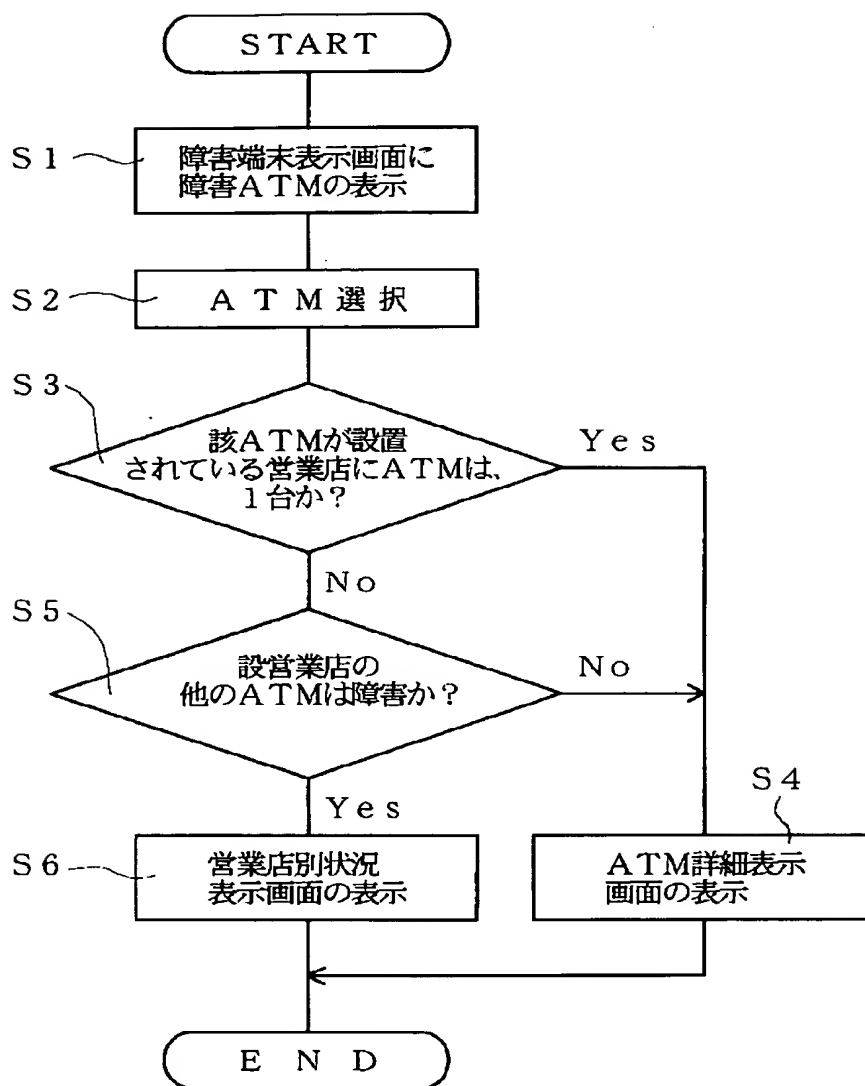 START
S1
障害端末表示画面に
障害ATMの表示
S2
ATM選択
S3
該ATMが設置
されている営業店にATMは、
1台か？
Yes
No
S5
設営業店の
他のATMは障害か？
No
Yes
S4
S6
営業店別状況
表示画面の表示
ATM詳細表示
画面の表示
END